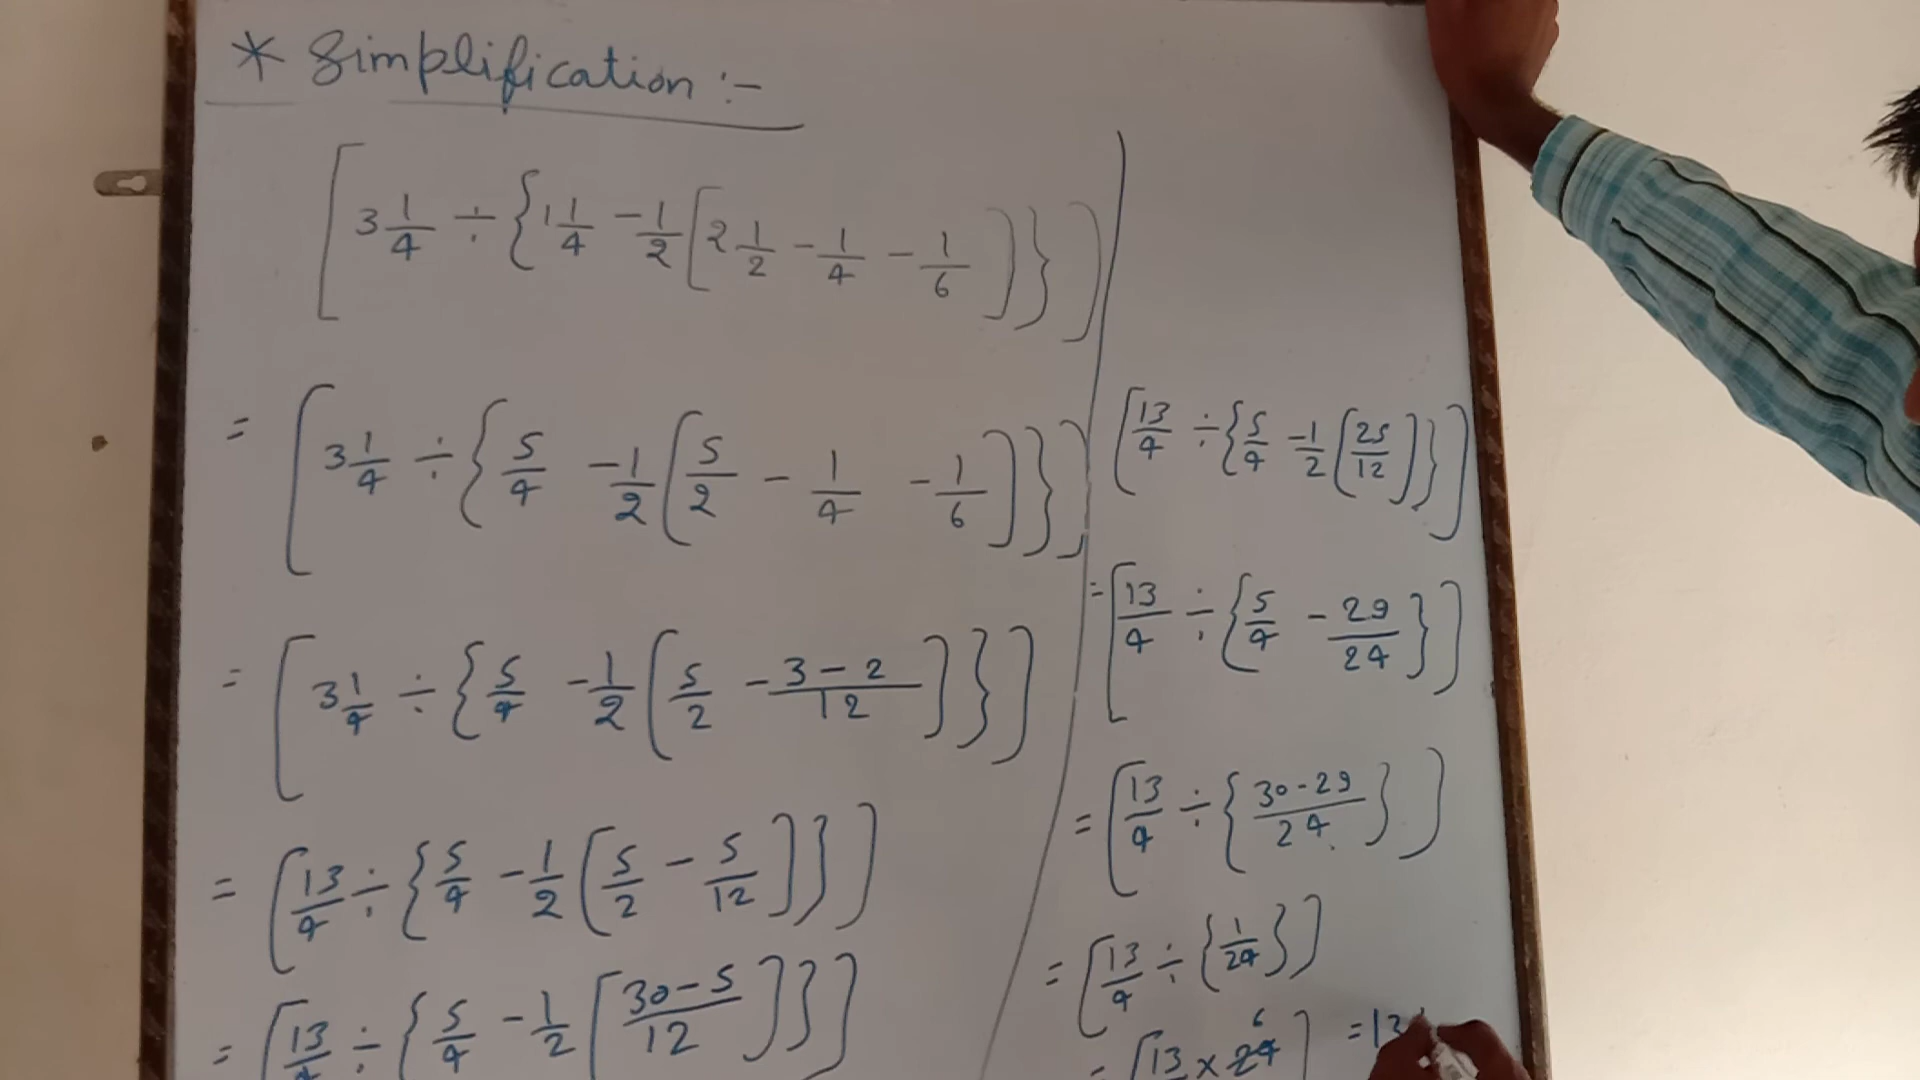 * Simplification :-
[3 1/4 ÷ {1 1/4 - 1/2 [2 1/2 - 1/4 - 1/6 ]}]
= [3 1/4 ÷ {5/4 - 1/2 (5/2 - 1/4 - 1/6 ]}]
= [3 1/4 ÷ {5/4 - 1/2 (5/2 - 3-2/12 ]}]
= [13/4 ÷ {5/4 - 1/2 (5/2 - 5/12 ]}]
= [13/4 ÷ {5/4 - 1/2 [30-5/12 ]}]
[13/4 ÷ {5/4 - 1/2 (25/12 ]}]
= [13/4 ÷ {5/4 - 29/24 }]
= [13/4 ÷ {30-29/24 }]
= [13/4 ÷ {1/24 }]
= [13 × 24 6 ] = 13